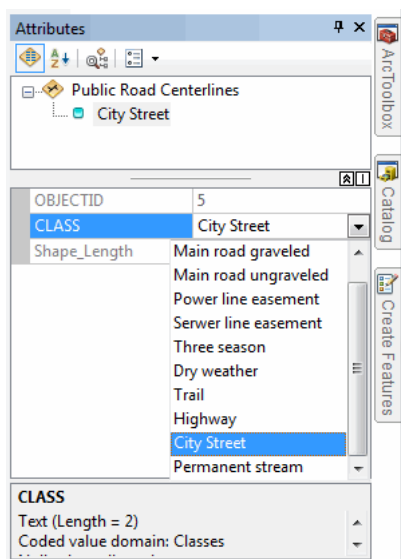 Attributes
Public Road Centerlines
City Street
OBJECTID 5
CLASS City Street
Shape_Length
Main road graveled
Main road ungraveled
Power line easement
Serwer line easement
Three season
Dry weather
Trail
Highway
City Street
Permanent stream
CLASS
Text (Length = 2)
Coded value domain: Classes
ArcToolbox
Catalog
Create Features